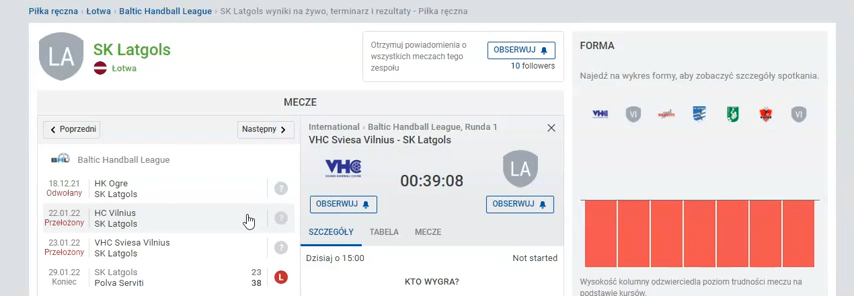 Piłka ręczna › Łotwa › Baltic Handball League › SK Latgols wyniki na żywo, terminarz i rezultaty - Piłka ręczna
LA
SK Latgols
Łotwa
Otrzymuj powiadomienia o
wszystkich meczach tego
zespołu
OBSERWUJ
10 followers
MECZE
Poprzedni
Następny
BHL
Baltic Handball League
18.12.21
Odwołany
HK Ogre
SK Latgols
?
22.01.22
Przełożony
HC Vilnius
SK Latgols
?
23.01.22
Przełożony
VHC Sviesa Vilnius
SK Latgols
?
29.01.22
Koniec
SK Latgols 23
Polva Serviti 38
L
International › Baltic Handball League, Runda 1
VHC Sviesa Vilnius - SK Latgols
VHC
00:39:08
LA
OBSERWUJ
OBSERWUJ
SZCZEGÓŁY TABELA MECZE
Dzisiaj o 15:00 Not started
KTO WYGRA?
FORMA
Najedź na wykres formy, aby zobaczyć szczegóły spotkania.
VHC VI VI
Wysokość kolumny odzwierciedla poziom trudności meczu na
podstawie kursów.